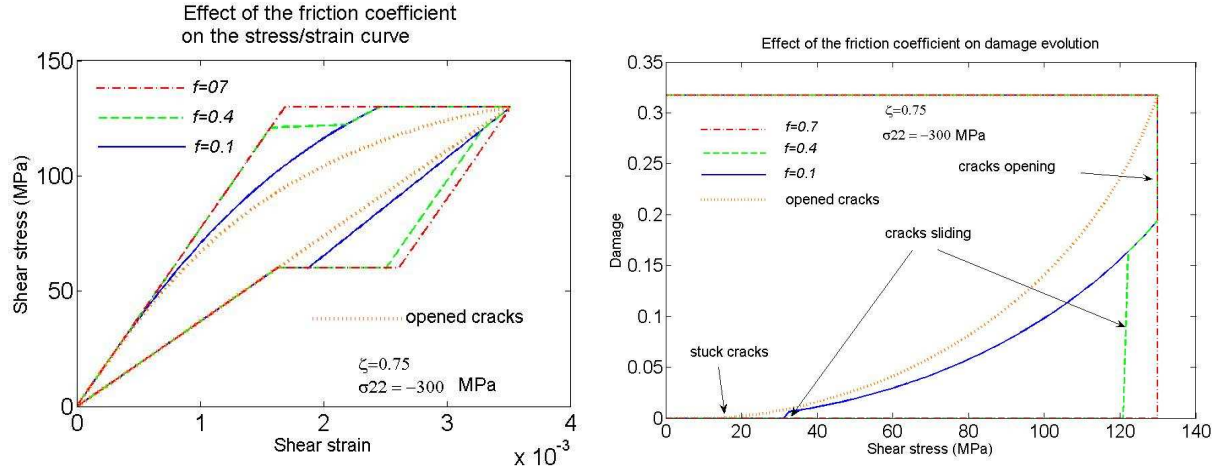 Effect of the friction coefficient
on the stress/strain curve
f=07
f=0.4
f=0.1
opened cracks
ζ=0.75
σ22 = −300 MPa
Shear stress (MPa)
150
100
50
0
0
1
2
3
4
x 10⁻³
Shear strain
Effect of the friction coefficient on damage evolution
ζ=0.75
σ22 = −300 MPa
f=0.7
f=0.4
f=0.1
opened cracks
cracks opening
cracks sliding
stuck cracks
Damage
0.35
0.3
0.25
0.2
0.15
0.1
0.05
0
0
20
40
60
80
100
120
140
Shear stress (MPa)